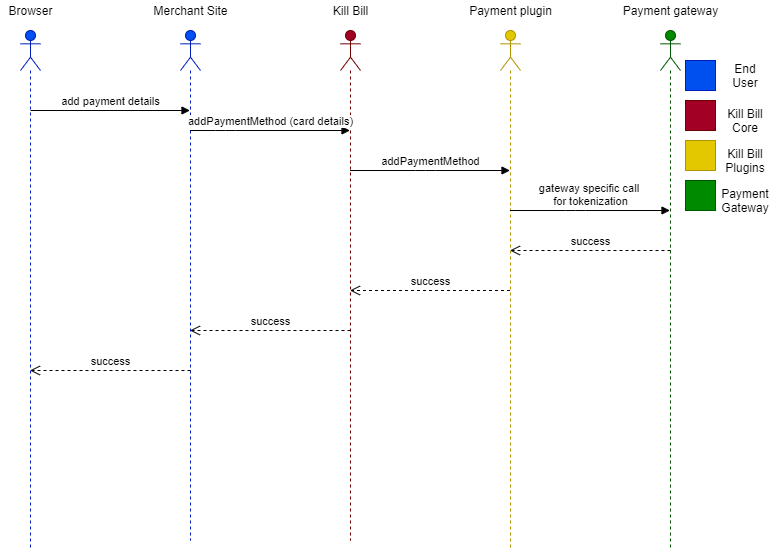 Browser
Merchant Site
Kill Bill
Payment plugin
Payment gateway
End
User
add payment details
Kill Bill
Core
addPaymentMethod (card details)
Kill Bill
Plugins
addPaymentMethod
gateway specific call
for tokenization
Payment
Gateway
success
success
success
success